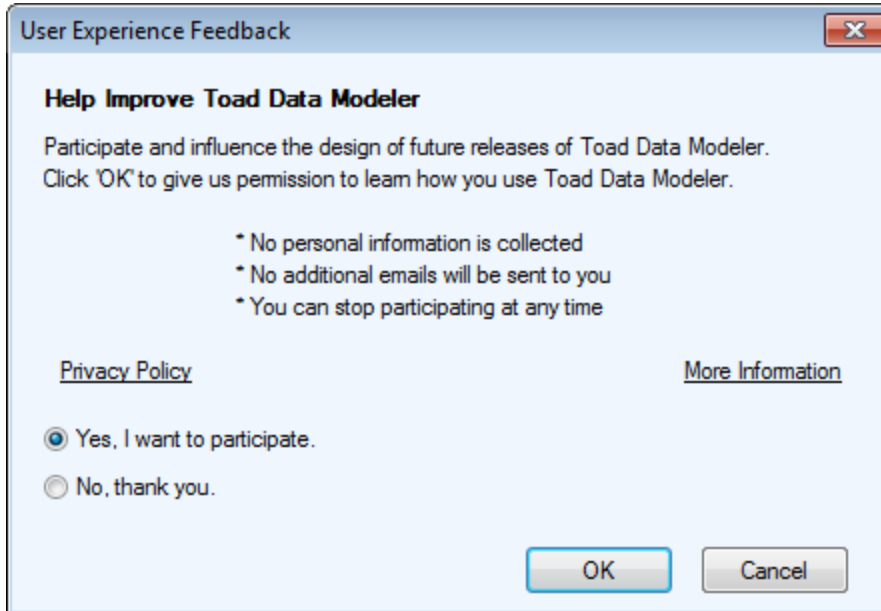 User Experience Feedback
Help Improve Toad Data Modeler
Participate and influence the design of future releases of Toad Data Modeler.
Click 'OK' to give us permission to learn how you use Toad Data Modeler.
* No personal information is collected
* No additional emails will be sent to you
* You can stop participating at any time
Privacy Policy More Information
Yes, I want to participate.
No, thank you.
OK Cancel